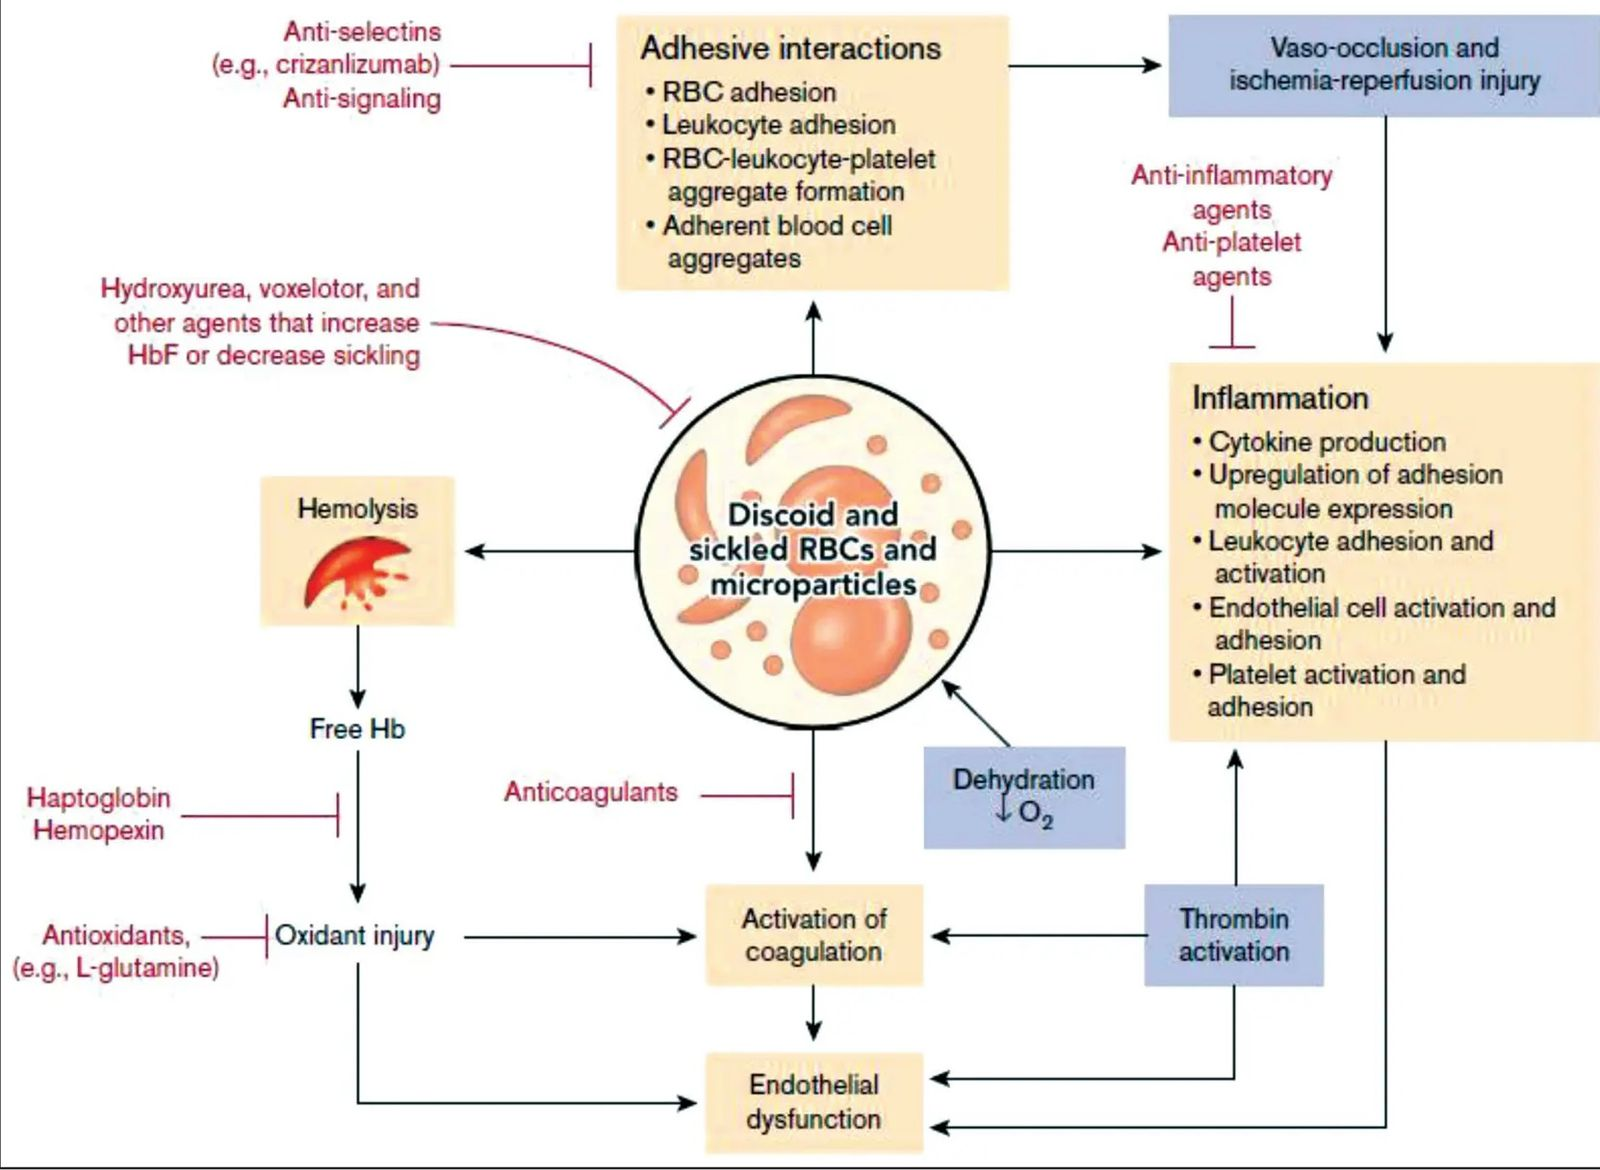 Anti-selectins
(e.g., crizanlizumab)
Anti-signaling
Adhesive interactions
• RBC adhesion
• Leukocyte adhesion
• RBC-leukocyte-platelet
aggregate formation
• Adherent blood cell
aggregates
Vaso-occlusion and
ischemia-reperfusion injury
Anti-inflammatory
agents
Anti-platelet
agents
Hydroxyurea, voxelotor, and
other agents that increase
HbF or decrease sickling
Inflammation
• Cytokine production
• Upregulation of adhesion
molecule expression
• Leukocyte adhesion and
activation
• Endothelial cell activation and
adhesion
• Platelet activation and
adhesion
Hemolysis
Discoid and
sickled RBCs and
microparticles
Free Hb
Haptoglobin
Hemopexin
Anticoagulants
Dehydration
↓ O₂
Antioxidants,
(e.g., L-glutamine)
Oxidant injury
Activation of
coagulation
Thrombin
activation
Endothelial
dysfunction